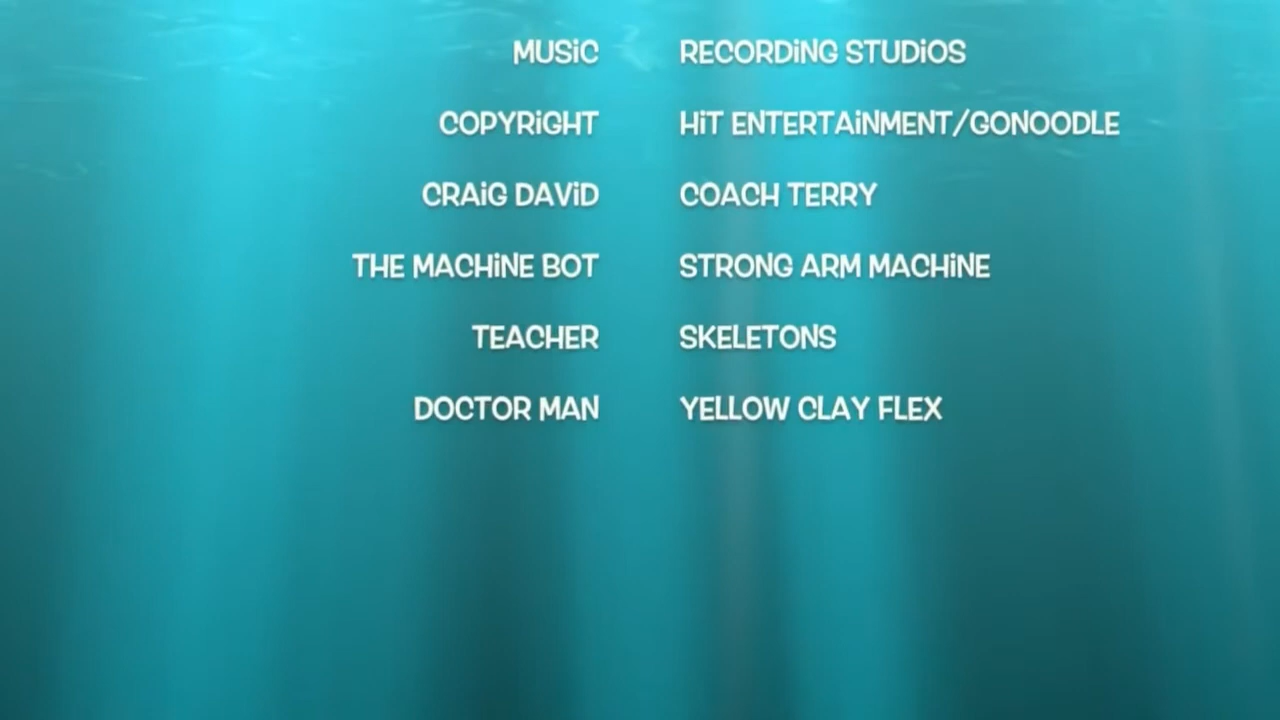 MUSiC RECORDiNG STUDiOS
COPYRiGHT HiT ENTERTAiNMENT/GONOODLE
CRAiG DAViD COACH TERRY
THE MACHiNE BOT STRONG ARM MACHiNE
TEACHER SKELETONS
DOCTOR MAN YELLOW CLAY FLEX